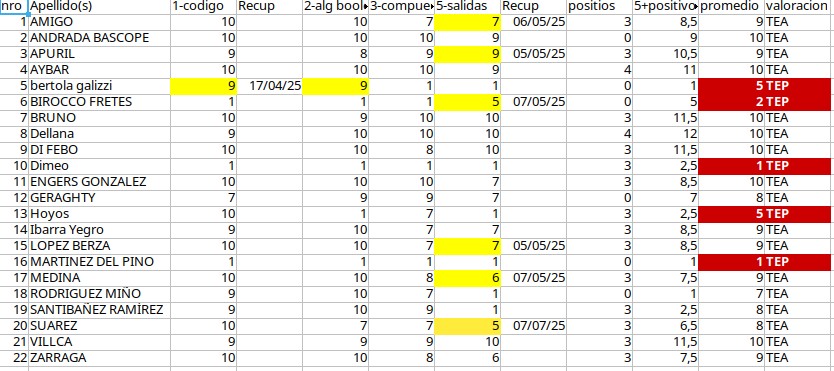 nro Apellido(s) 1-codigo Recup 2-alg bool 3-compue 5-salidas Recup positios 5+positivo promedio valoracion
1 AMIGO 10 10 7 7 06/05/25 3 8,5 9 TEA
2 ANDRADA BASCOPE 10 10 10 9 0 9 10 TEA
3 APURIL 9 8 9 9 05/05/25 3 10,5 9 TEA
4 AYBAR 10 10 10 9 4 11 10 TEA
5 bertola galizzi 9 17/04/25 9 1 1 0 1 5 TEP
6 BIROCCO FRETES 1 1 1 5 07/05/25 0 5 2 TEP
7 BRUNO 10 9 10 10 3 11,5 10 TEA
8 Dellana 9 10 10 10 4 12 10 TEA
9 DI FEBO 10 10 8 10 3 11,5 10 TEA
10 Dimeo 1 1 1 1 3 2,5 1 TEP
11 ENGERS GONZALEZ 10 10 10 7 3 8,5 10 TEA
12 GERAGHTY 7 9 9 7 0 7 8 TEA
13 Hoyos 10 1 7 1 3 2,5 5 TEP
14 Ibarra Yegro 9 10 7 7 3 8,5 9 TEA
15 LOPEZ BERZA 10 10 7 7 05/05/25 3 8,5 9 TEA
16 MARTINEZ DEL PINO 1 1 1 1 0 1 1 TEP
17 MEDINA 10 10 8 6 07/05/25 3 7,5 9 TEA
18 RODRIGUEZ MIÑO 9 10 7 1 0 1 7 TEA
19 SANTIBAÑEZ RAMÍREZ 9 10 9 1 3 2,5 8 TEA
20 SUAREZ 10 7 7 5 07/07/25 3 6,5 8 TEA
21 VILLCA 9 9 9 10 3 11,5 10 TEA
22 ZARRAGA 10 10 8 6 3 7,5 9 TEA